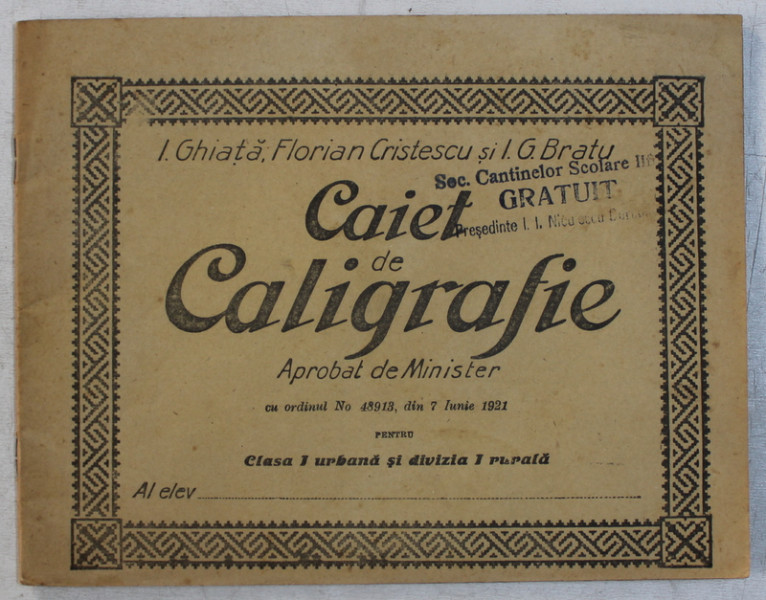 I. Ghiață, Florian Cristescu și I. G. Bratu
Soc. Cantinelor Scolare
GRATUIT
Președinte I. I.
Caiet
de
Caligrafie
Aprobat de Minister
cu ordinul No 48913, din 7 Iunie 1921
PENTRU
Clasa I urbană și divizia I rurală
Al elev